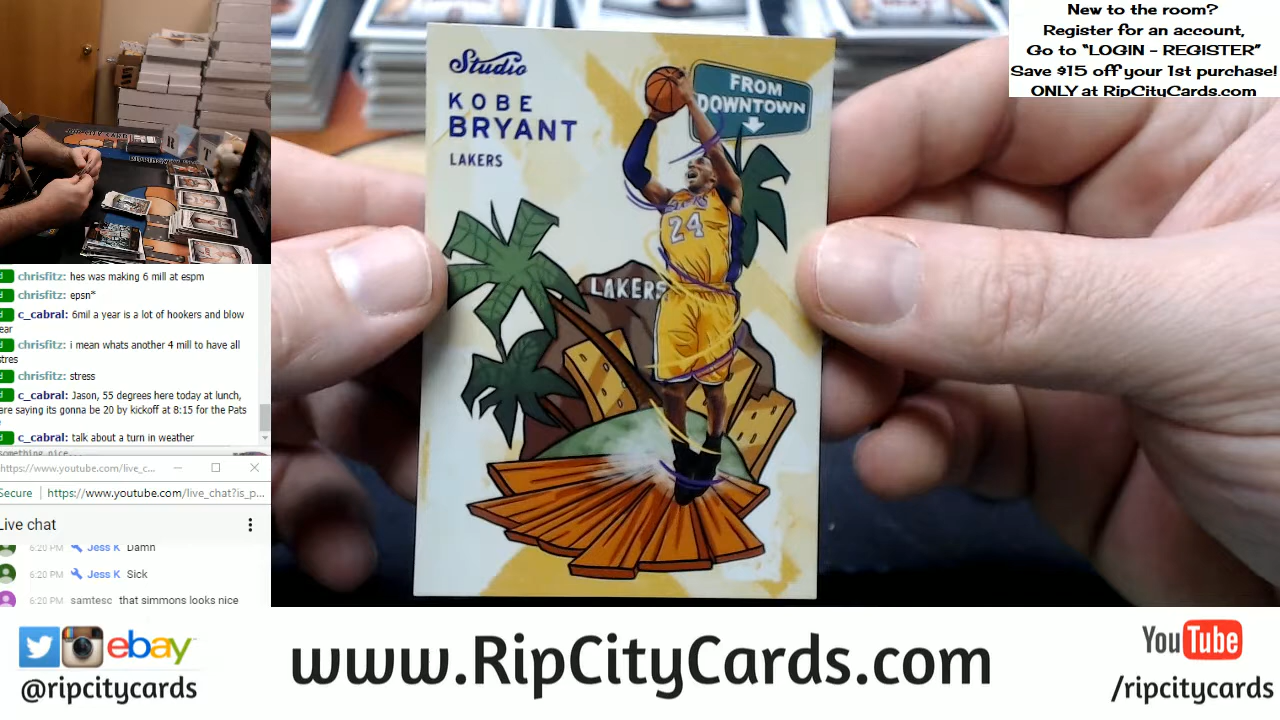 New to the room?
Register for an account,
Go to “LOGIN - REGISTER”
Save $15 off your 1st purchase!
ONLY at RipCityCards.com
Studio
KOBE
BRYANT
LAKERS
FROM
DOWNTOWN
24
LAKERS
chrisfitz: hes was making 6 mill at espm
chrisfitz: epsn*
c_cabral: 6mil a year is a lot of hookers and blow
ear
chrisfitz: i mean whats another 4 mill to have all
stres
chrisfitz: stress
c_cabral: Jason, 55 degrees here today at lunch,
are saying its gonna be 20 by kickoff at 8:15 for the Pats
c_cabral: talk about a turn in weather
something nice...
https://www.youtube.com/live_c...
Secure https://www.youtube.com/live_chat?is_p...
Live chat
6:20 PM Jess K Damn
6:20 PM Jess K Sick
6:20 PM samtesc that simmons looks nice
ebay
@ripcitycards
www.RipCityCards.com
YouTube
/ripcitycards